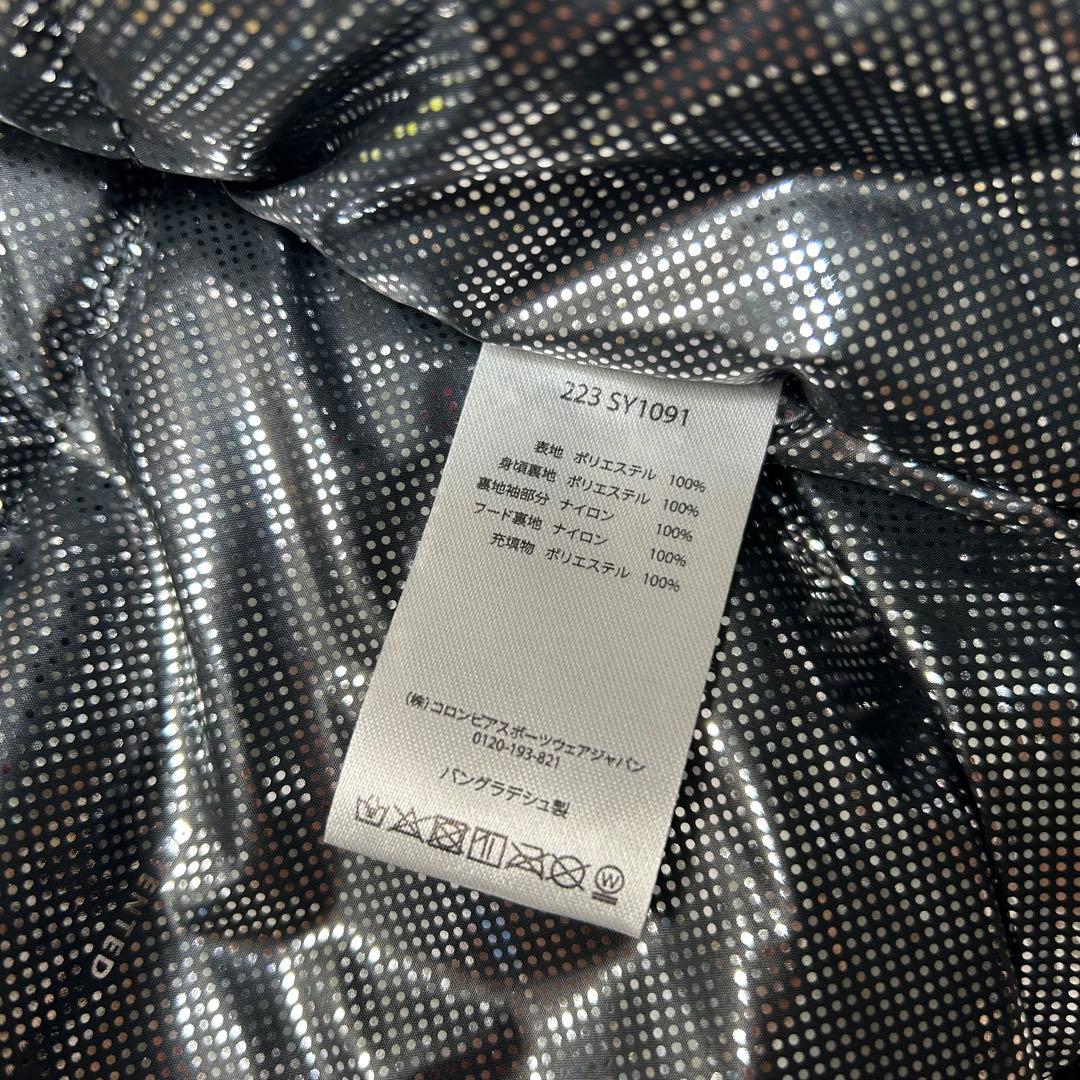 223 SY1091
表地 ポリエステル 100%
身頃裏地 ポリエステル 100%
裏地袖部分 ナイロン 100%
フード裏地 ナイロン 100%
充填物 ポリエステル 100%
(株)コロンビアスポーツウェアジャパン
0120-193-821
バングラデシュ製
W